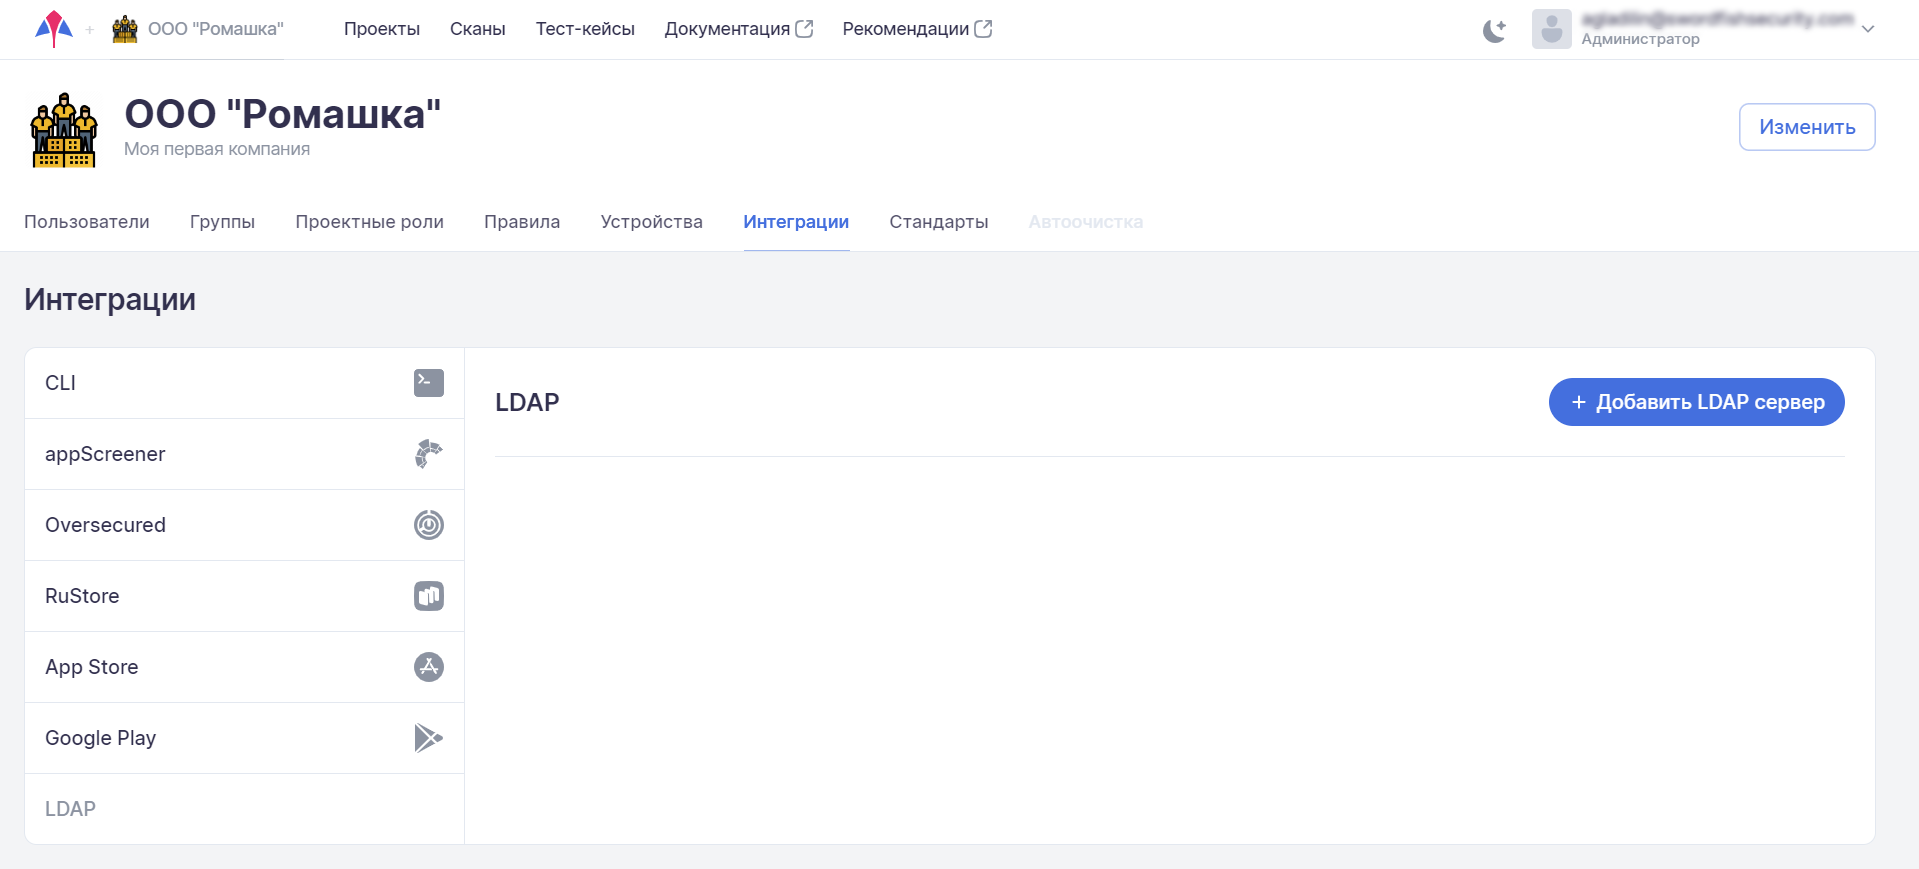 + ООО "Ромашка" Проекты Сканы Тест-кейсы Документация Рекомендации
Администратор
ООО "Ромашка"
Моя первая компания
Изменить
Пользователи Группы Проектные роли Правила Устройства Интеграции Стандарты Автоочистка
Интеграции
CLI
appScreener
Oversecured
RuStore
App Store
Google Play
LDAP
LDAP
+ Добавить LDAP сервер